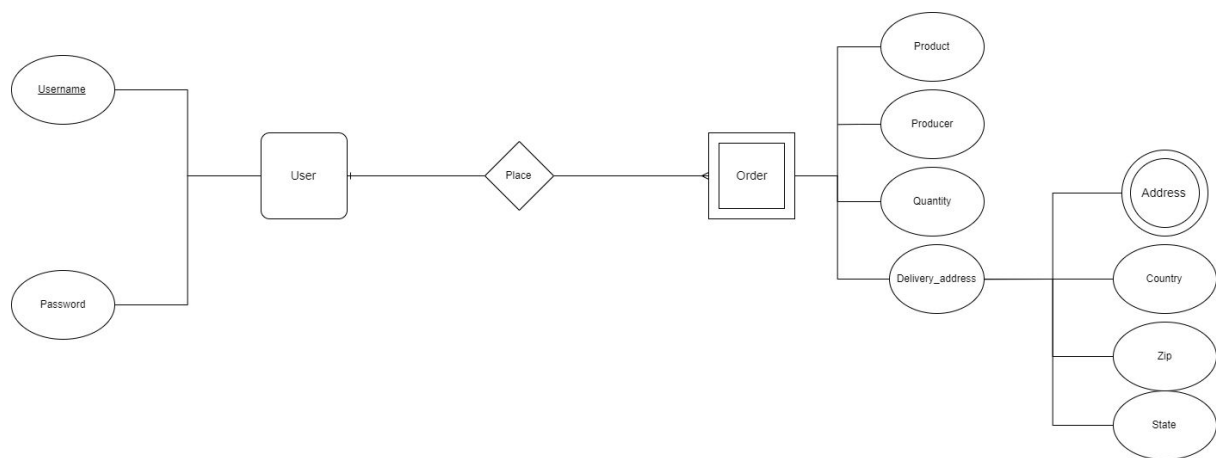 Username
Password
User
Place
Order
Product
Producer
Quantity
Delivery_address
Address
Country
Zip
State